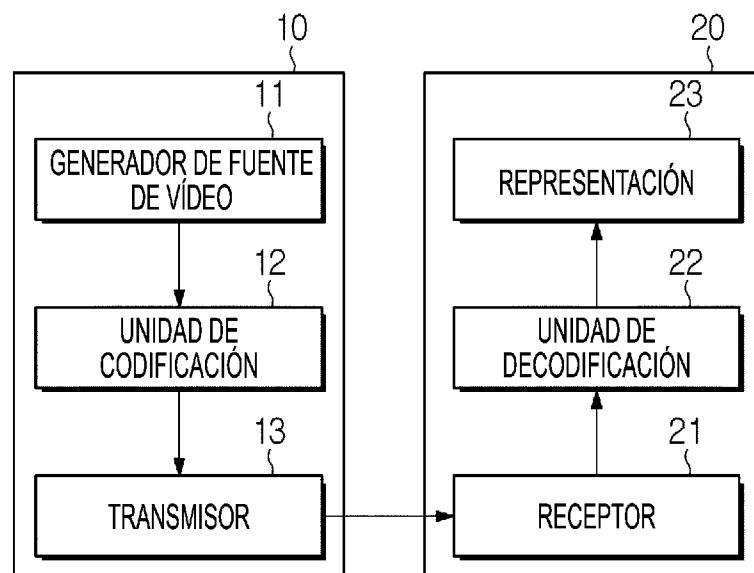 10
11
GENERADOR DE FUENTE
DE VÍDEO
12
UNIDAD DE
CODIFICACIÓN
13
TRANSMISOR
20
23
REPRESENTACIÓN
22
UNIDAD DE
DECODIFICACIÓN
21
RECEPTOR